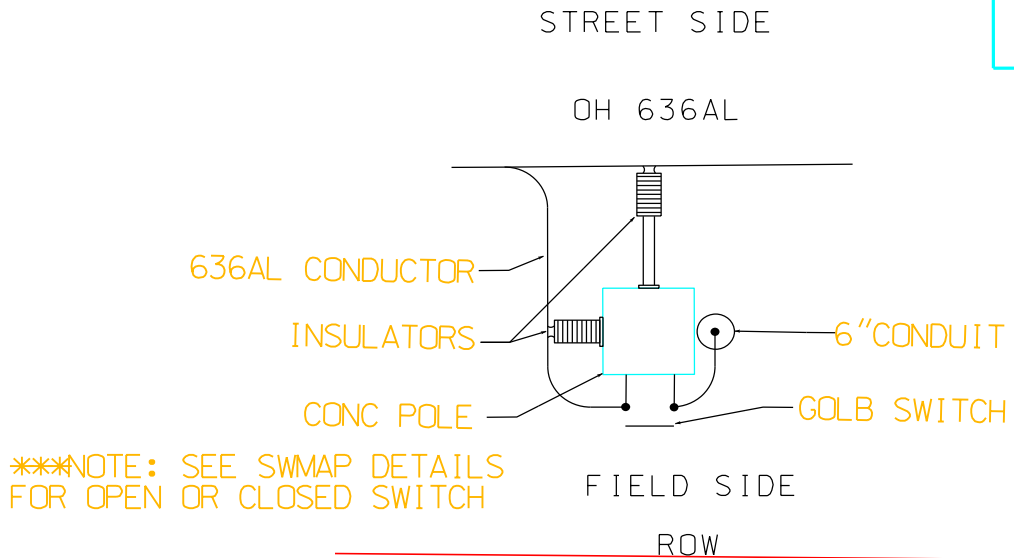 STREET SIDE
OH 636AL
636AL CONDUCTOR
INSULATORS
6"CONDUIT
CONC POLE
GOLB SWITCH
***NOTE: SEE SWMAP DETAILS
FOR OPEN OR CLOSED SWITCH
FIELD SIDE
ROW